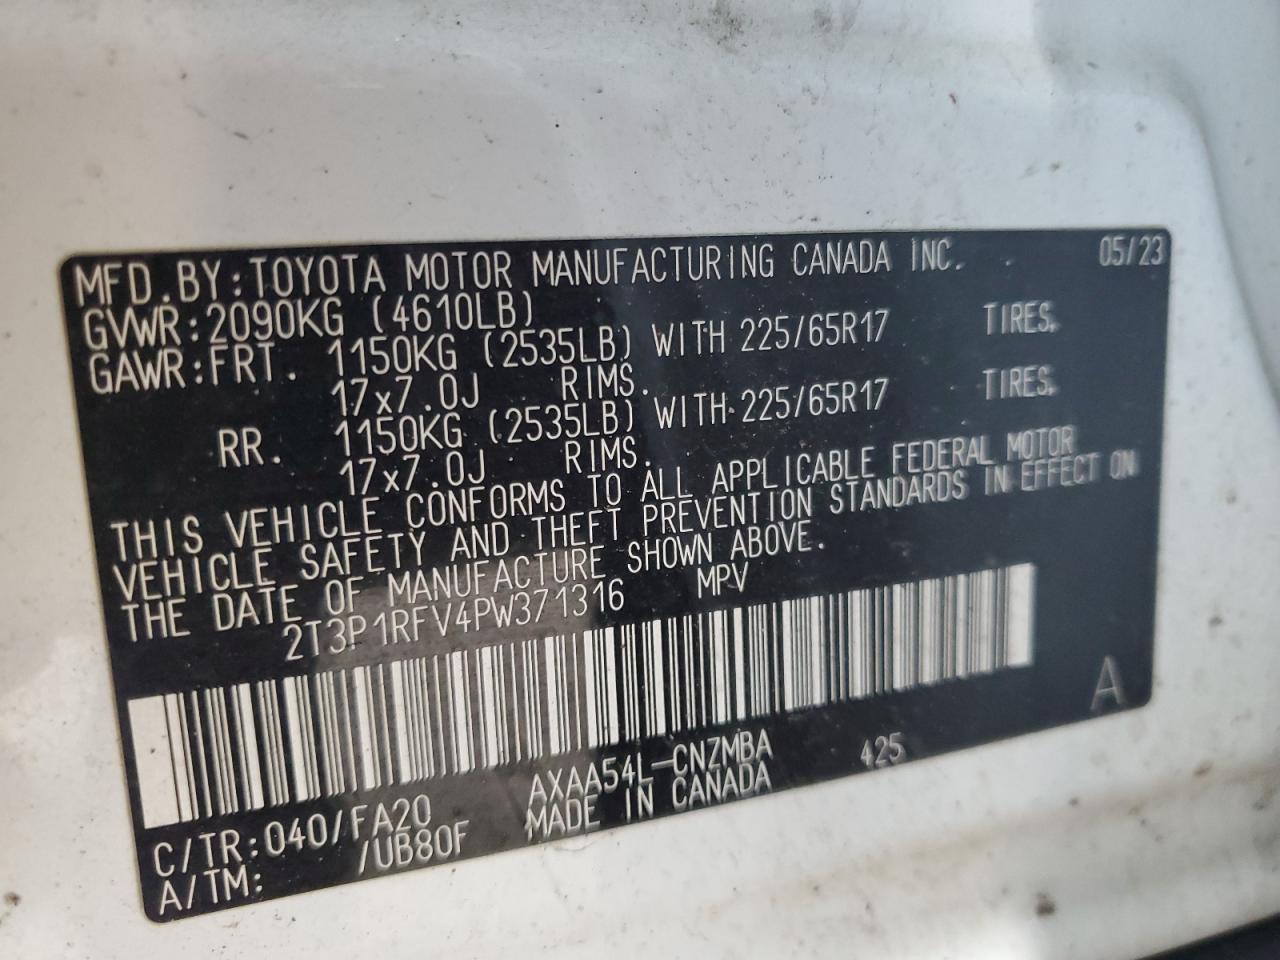 MFD.BY:TOYOTA MOTOR MANUFACTURING CANADA INC. 05/23
GVWR:2090KG (4610LB)
GAWR:FRT. 1150KG (2535LB) WITH 225/65R17 TIRES.
17x7.0J RIMS.
RR. 1150KG (2535LB) WITH 225/65R17 TIRES.
17x7.0J RIMS.
THIS VEHICLE CONFORMS TO ALL APPLICABLE FEDERAL MOTOR
VEHICLE SAFETY AND THEFT PREVENTION STANDARDS IN EFFECT ON
THE DATE OF MANUFACTURE SHOWN ABOVE.
2T3P1RFV4PW371316 MPV
A
AXAA54L-CNZMBA 425
C/TR:040/FA20 MADE IN CANADA
A/TM: /UB80F